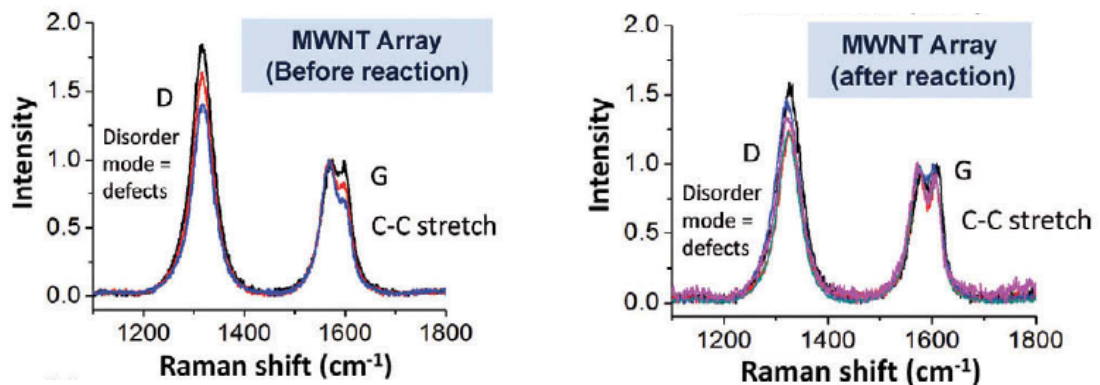 MWNT Array
(Before reaction)
D
Disorder
mode =
defects
G
C-C stretch
Intensity
2.0
1.5
1.0
0.5
0.0
1200
1400
1600
1800
Raman shift (cm⁻¹)
MWNT Array
(after reaction)
D
Disorder
mode =
defects
G
C-C stretch
Intensity
2.0
1.5
1.0
0.5
0.0
1200
1400
1600
1800
Raman shift (cm⁻¹)